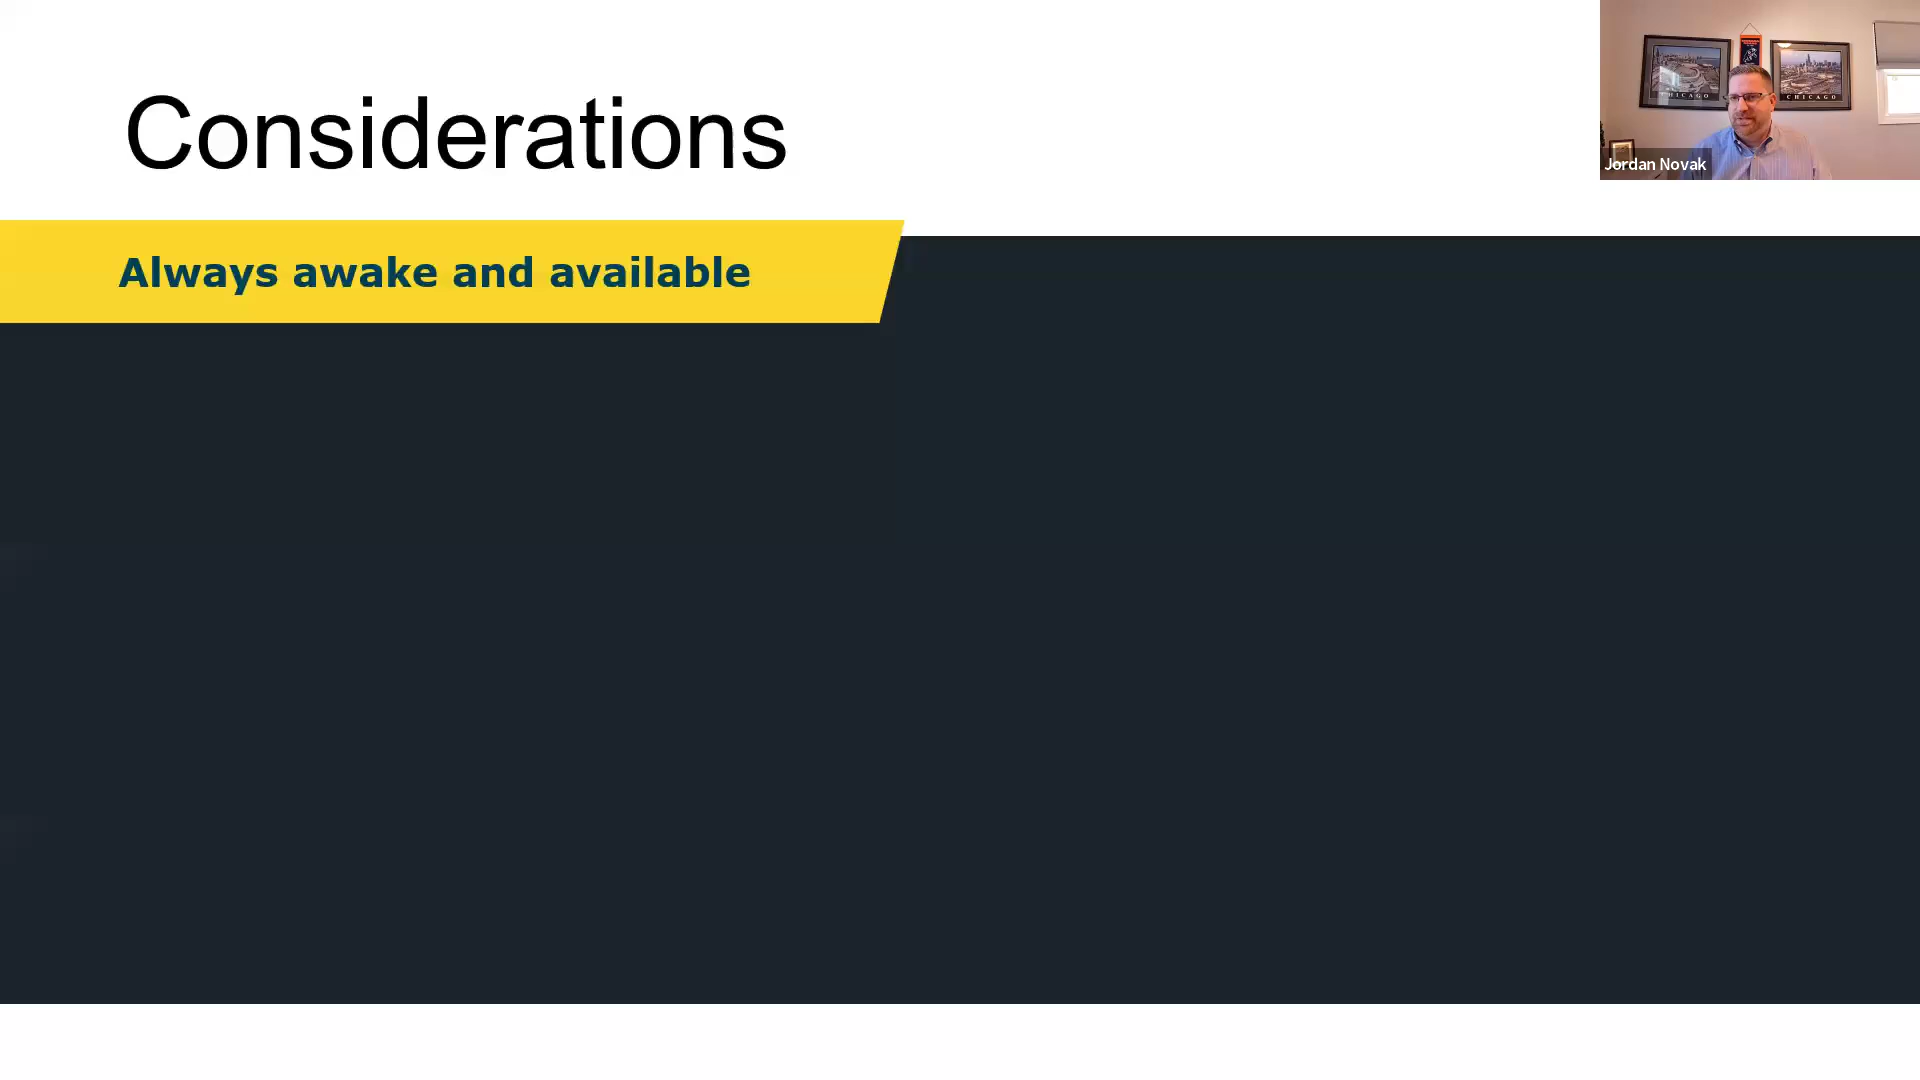 Considerations
Always awake and available
CHICAGO
CHICAGO
Jordan Novak